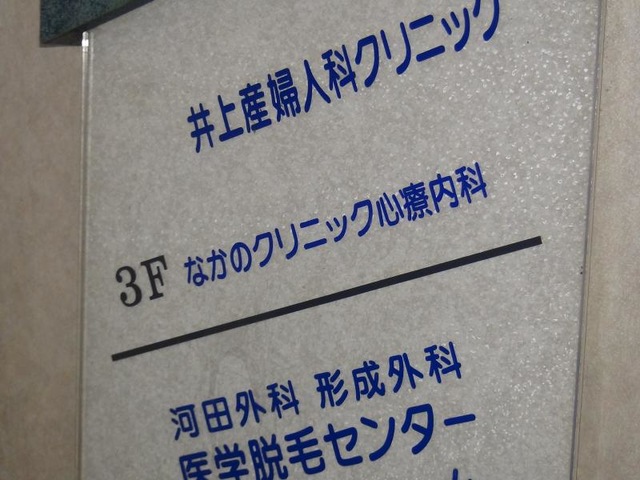 井上産婦人科クリニック
3F なかのクリニック心療内科
河田外科 形成外科
医学脱毛センター